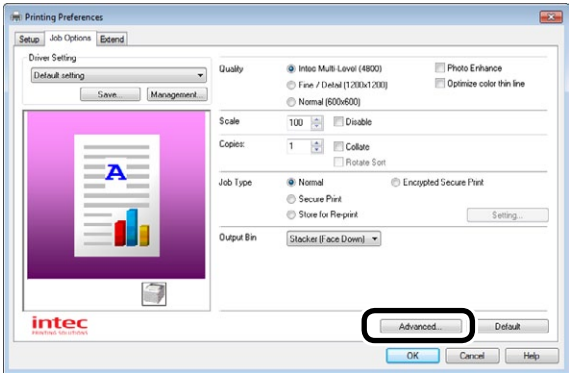 Printing Preferences
Setup Job Options Extend
Driver Setting
Default setting
Save... Management...
A
intec
PRINTING SOLUTIONS
Quality Intec Multi-Level (4800) Photo Enhance
Fine / Detail (1200x1200) Optimize color thin line
Normal (600x600)
Scale 100 Disable
Copies: 1 Collate
Rotate Sort
Job Type Normal Encrypted Secure Print
Secure Print
Store for Re-print Setting...
Output Bin Stacker (Face Down)
Advanced... Default
OK Cancel Help